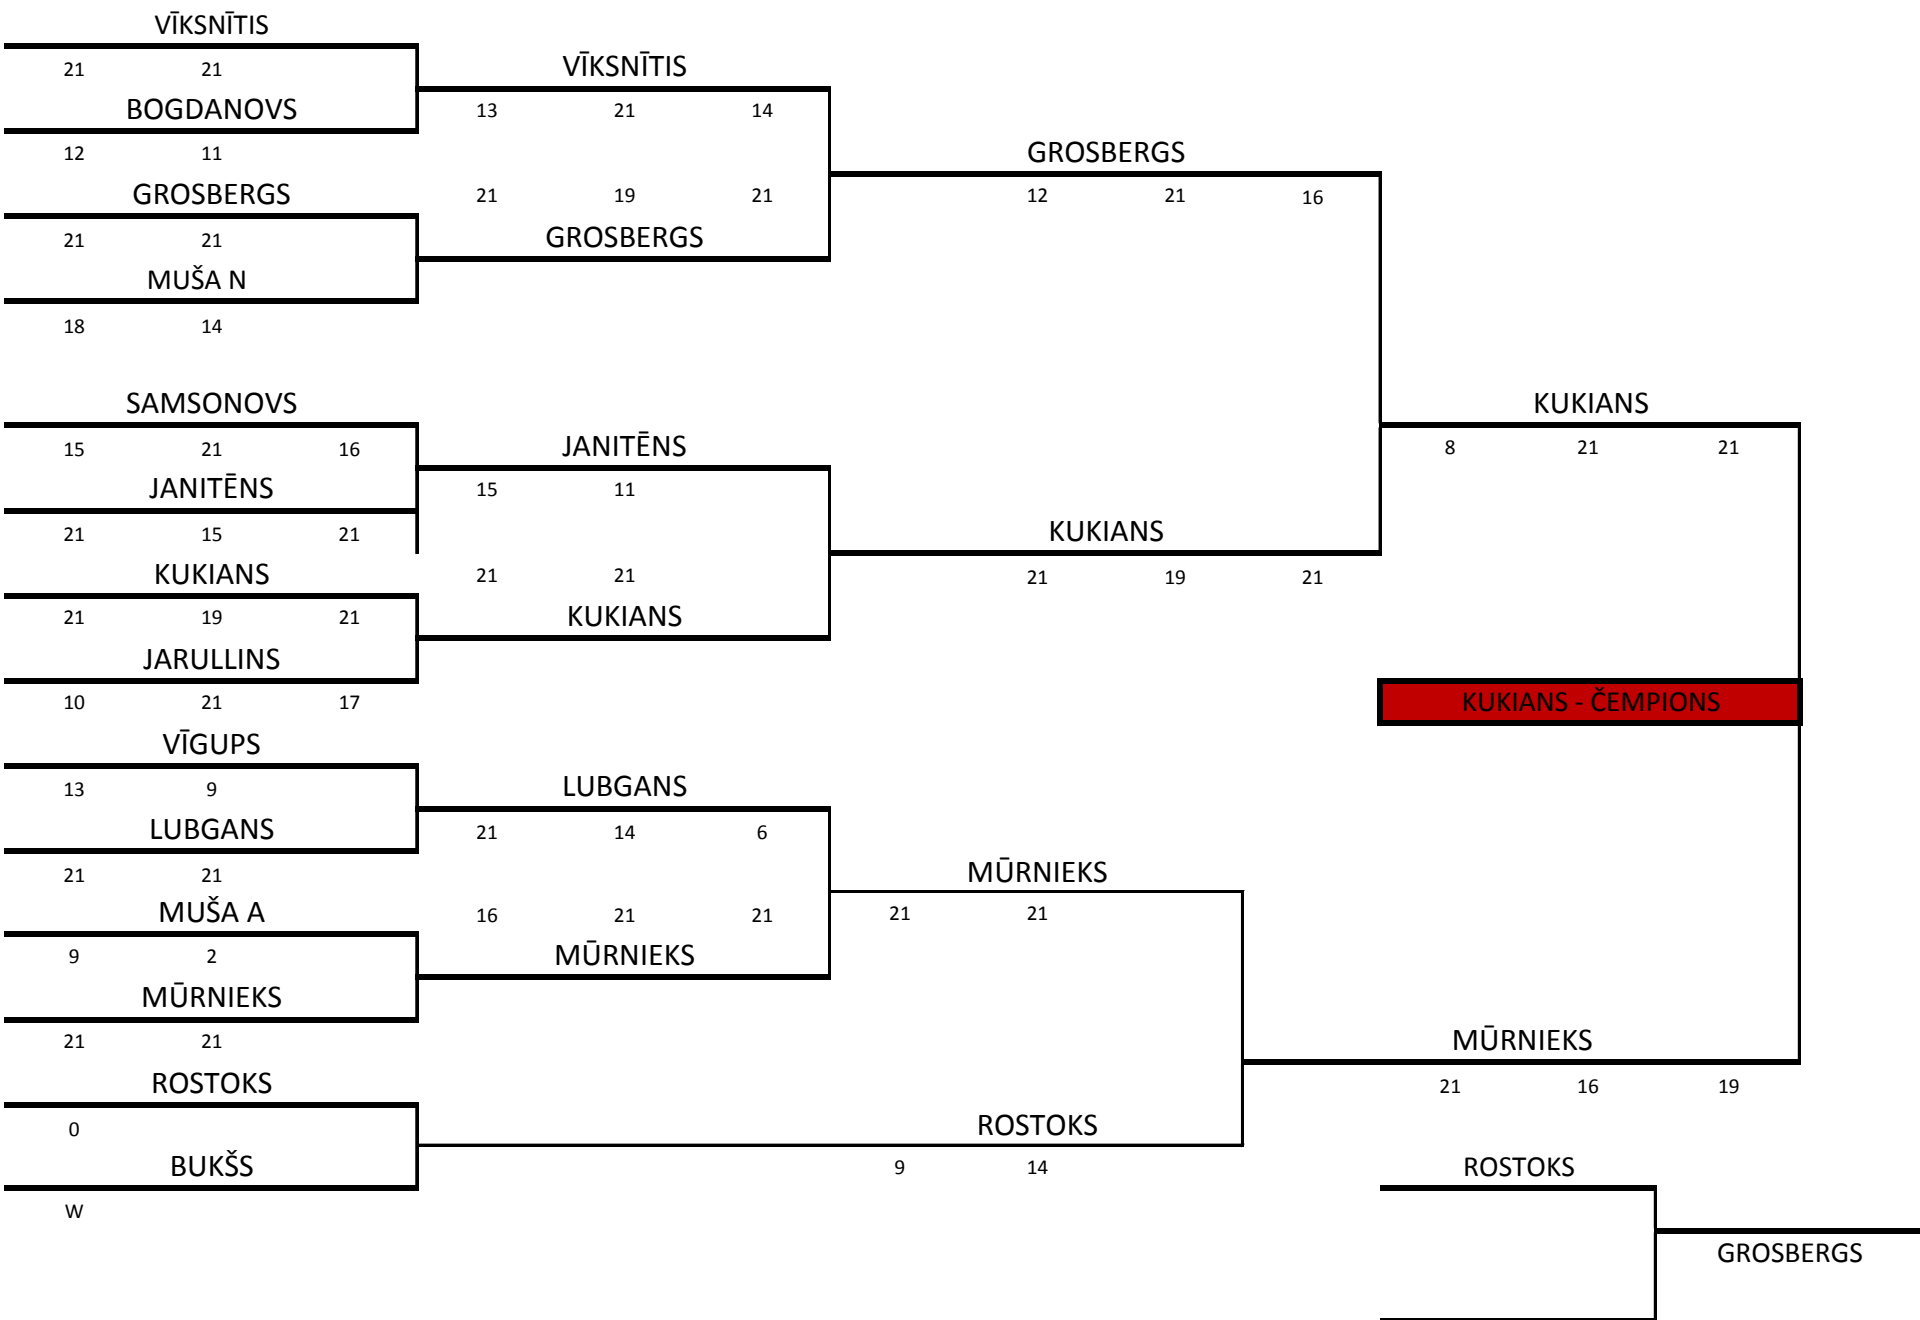 VĪKSNĪTIS
21 21
VĪKSNĪTIS
BOGDANOVS
13 21 14
12 11
GROSBERGS
GROSBERGS
21 19 21
12 21 16
21 21
GROSBERGS
MUŠA N
18 14
SAMSONOVS
KUKIANS
15 21 16
JANITĒNS
8 21 21
JANITĒNS
15 11
21 15 21
KUKIANS
KUKIANS
21 21
21 19 21
21 19 21
KUKIANS
JARULLINS
10 21 17
KUKIANS - ČEMPIONS
VĪGUPS
13 9
LUBGANS
LUBGANS
21 14 6
21 21
MŪRNIEKS
MUŠA A
16 21 21
21 21
9 2
MŪRNIEKS
MŪRNIEKS
21 21
MŪRNIEKS
ROSTOKS
21 16 19
0
ROSTOKS
BUKŠS
9 14
ROSTOKS
W
GROSBERGS